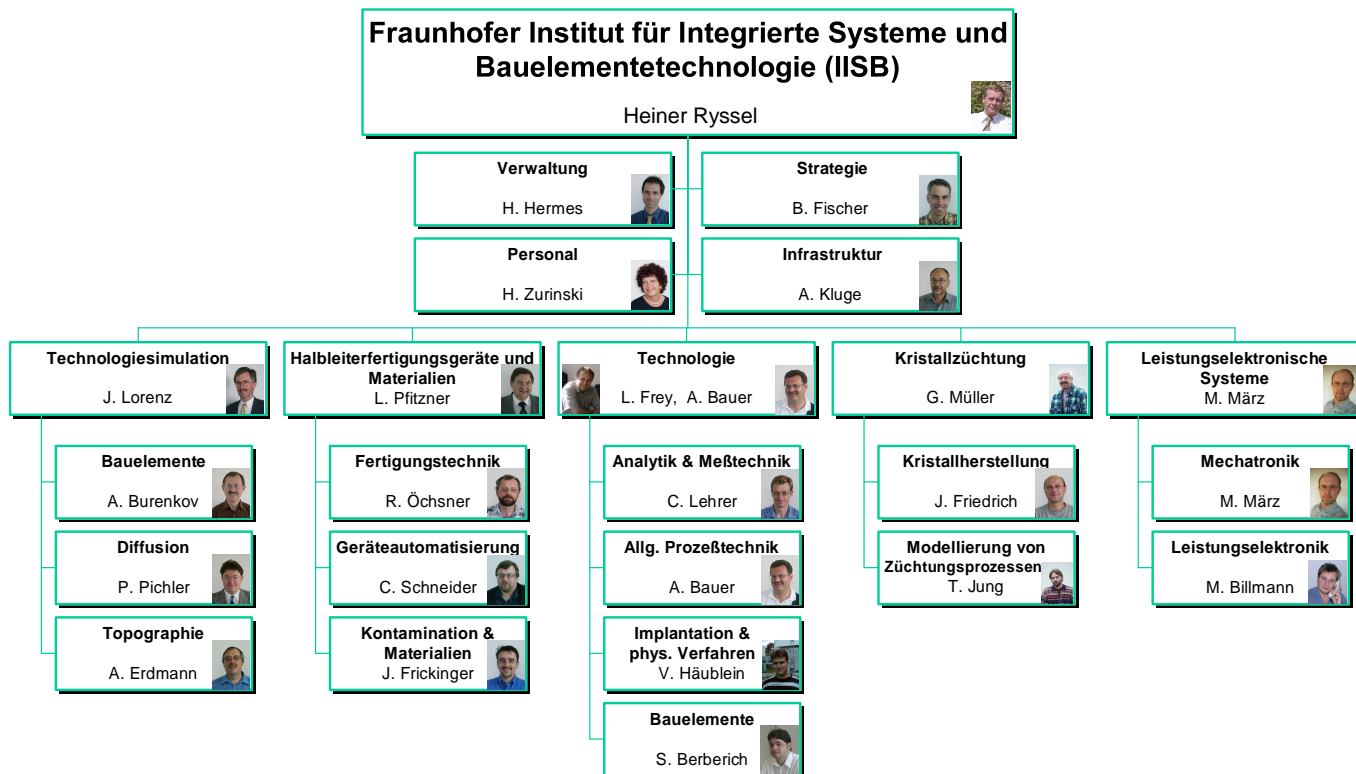 Fraunhofer Institut für Integrierte Systeme und
Bauelementetechnologie (IISB)
Heiner Ryssel
Verwaltung
H. Hermes
Strategie
B. Fischer
Personal
H. Zurinski
Infrastruktur
A. Kluge
Technologiesimulation
J. Lorenz
Halbleiterfertigungsgeräte und
Materialien
L. Pfitzner
Technologie
L. Frey, A. Bauer
Kristallzüchtung
G. Müller
Leistungselektronische
Systeme
M. März
Bauelemente
A. Burenkov
Diffusion
P. Pichler
Topographie
A. Erdmann
Fertigungstechnik
R. Öchsner
Geräteautomatisierung
C. Schneider
Kontamination &
Materialien
J. Frickinger
Analytik & Meßtechnik
C. Lehrer
Allg. Prozeßtechnik
A. Bauer
Implantation &
phys. Verfahren
V. Häublein
Bauelemente
S. Berberich
Kristallherstellung
J. Friedrich
Modellierung von
Züchtungsprozessen
T. Jung
Mechatronik
M. März
Leistungselektronik
M. Billmann